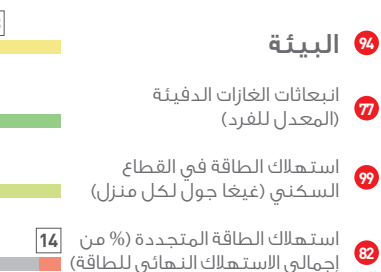 94 البيئة
77 انبعاثات الغازات الدفيئة
(المعدل للفرد)
99 استهلاك الطاقة في القطاع
السكني (غيغا جول لكل منزل)
82 استهلاك الطاقة المتجددة (% من 14
إجمالي الاستهلاك النهائي للطاقة)